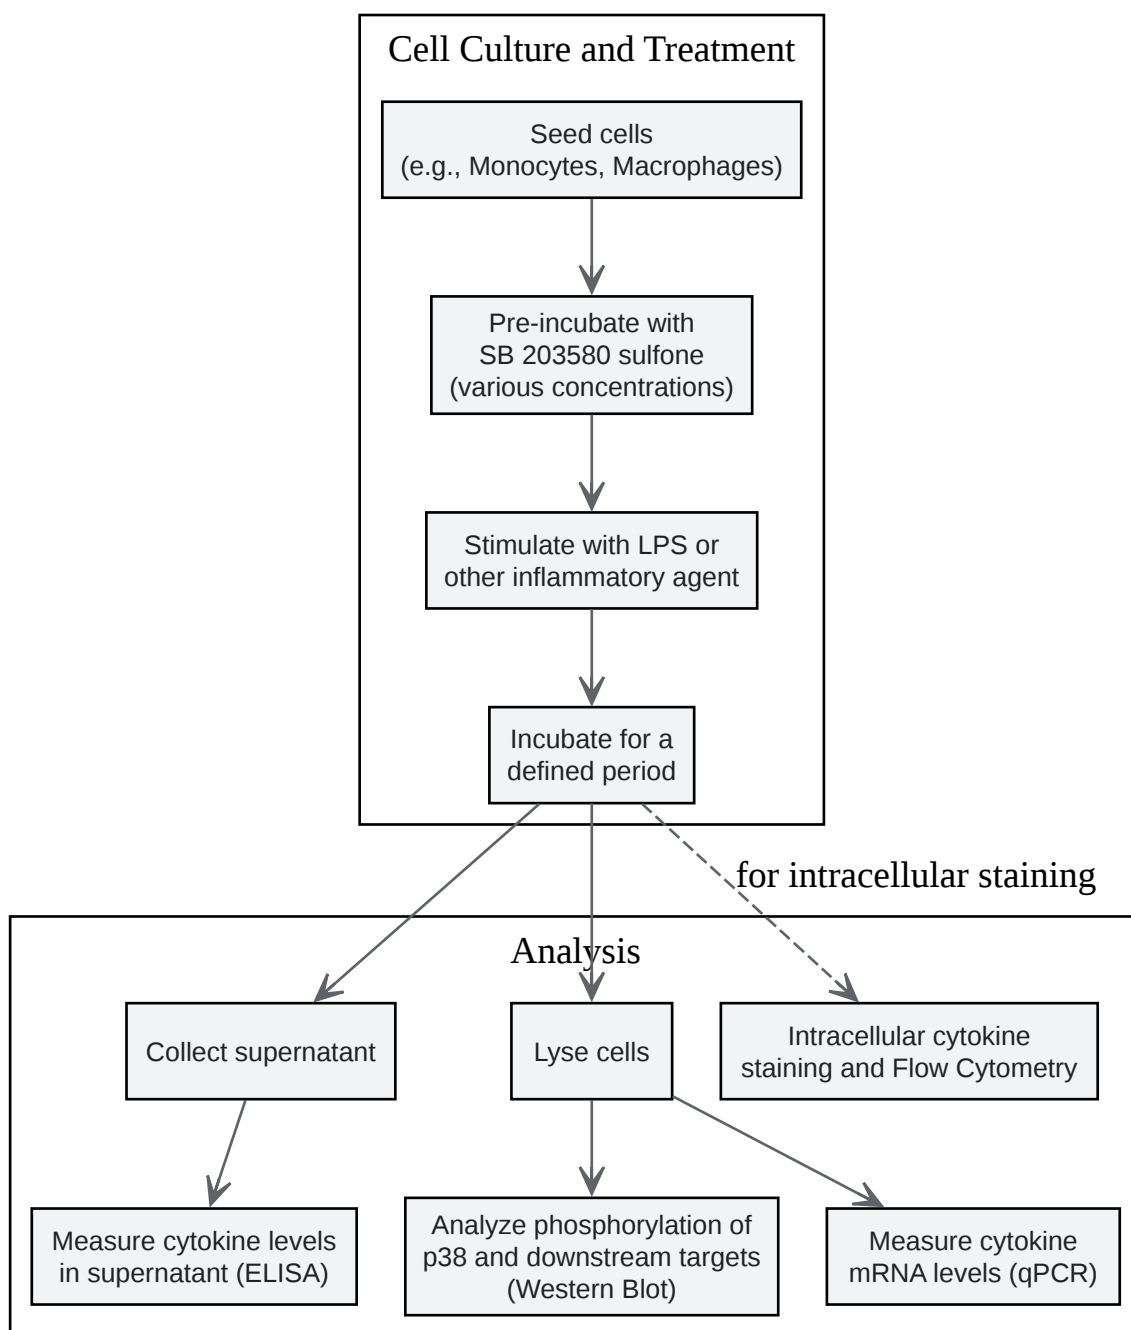 Cell Culture and Treatment
Seed cells
(e.g., Monocytes, Macrophages)
Pre-incubate with
SB 203580 sulfone
(various concentrations)
Stimulate with LPS or
other inflammatory agent
Incubate for a
defined period
for intracellular staining
Analysis
Collect supernatant
Lyse cells
Intracellular cytokine
staining and Flow Cytometry
Measure cytokine levels
in supernatant (ELISA)
Analyze phosphorylation of
p38 and downstream targets
(Western Blot)
Measure cytokine
mRNA levels (qPCR)